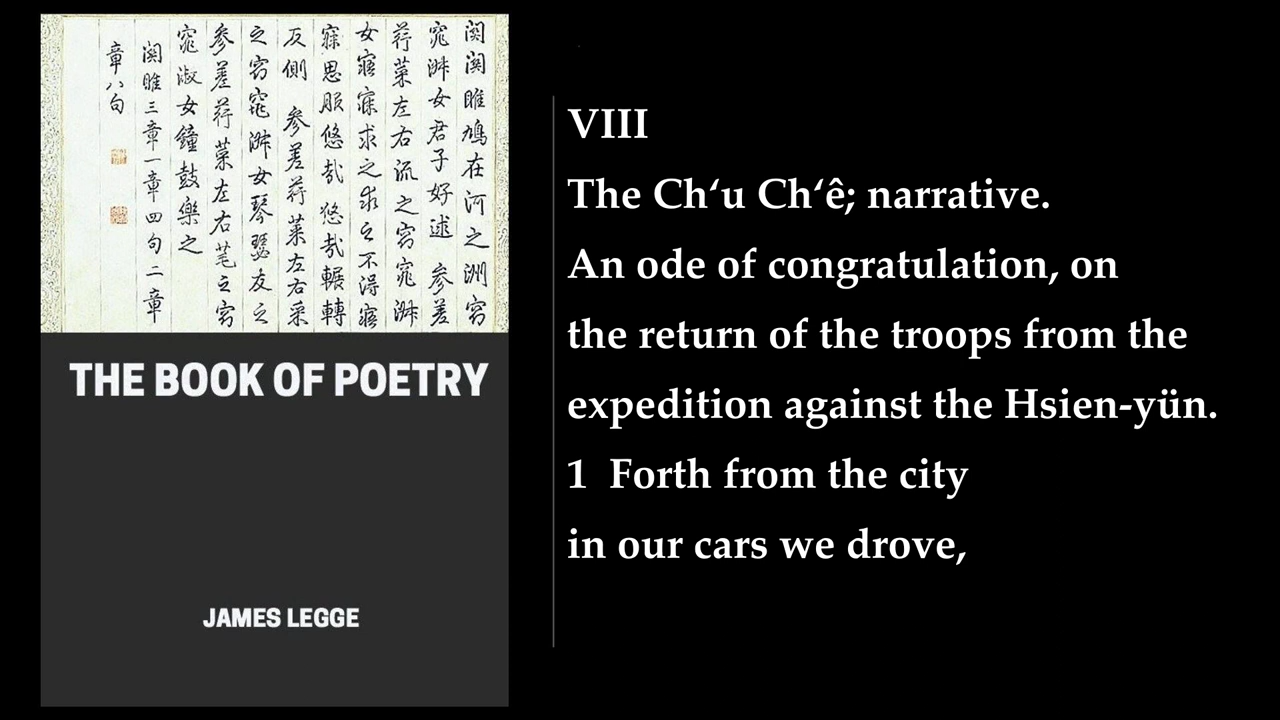 關關雎鳩在河之洲窈
窕淑女君子好逑 參差
荇菜左右流之窈窕淑
女寤寐求之求之不得寤
寐思服悠哉悠哉輾轉
反側 參差荇菜左右采
之窈窕淑女琴瑟友之
參差荇菜左右芼之窈
窕淑女鐘鼓樂之
關雎三章一章四句二章
章八句
THE BOOK OF POETRY
JAMES LEGGE
VIII
The Ch‘u Ch‘ê; narrative.
An ode of congratulation, on
the return of the troops from the
expedition against the Hsien-yün.
1 Forth from the city
in our cars we drove,